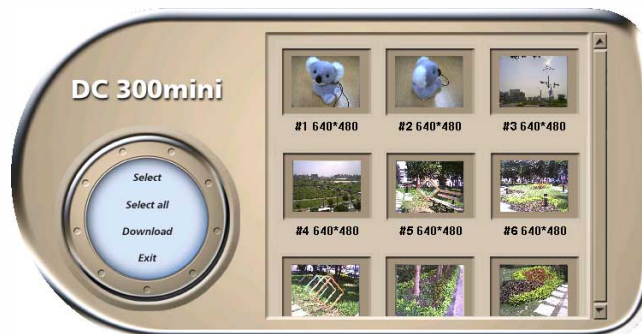 DC 300mini
Select
Select all
Download
Exit
#1 640*480
#2 640*480
#3 640*480
#4 640*480
#5 640*480
#6 640*480